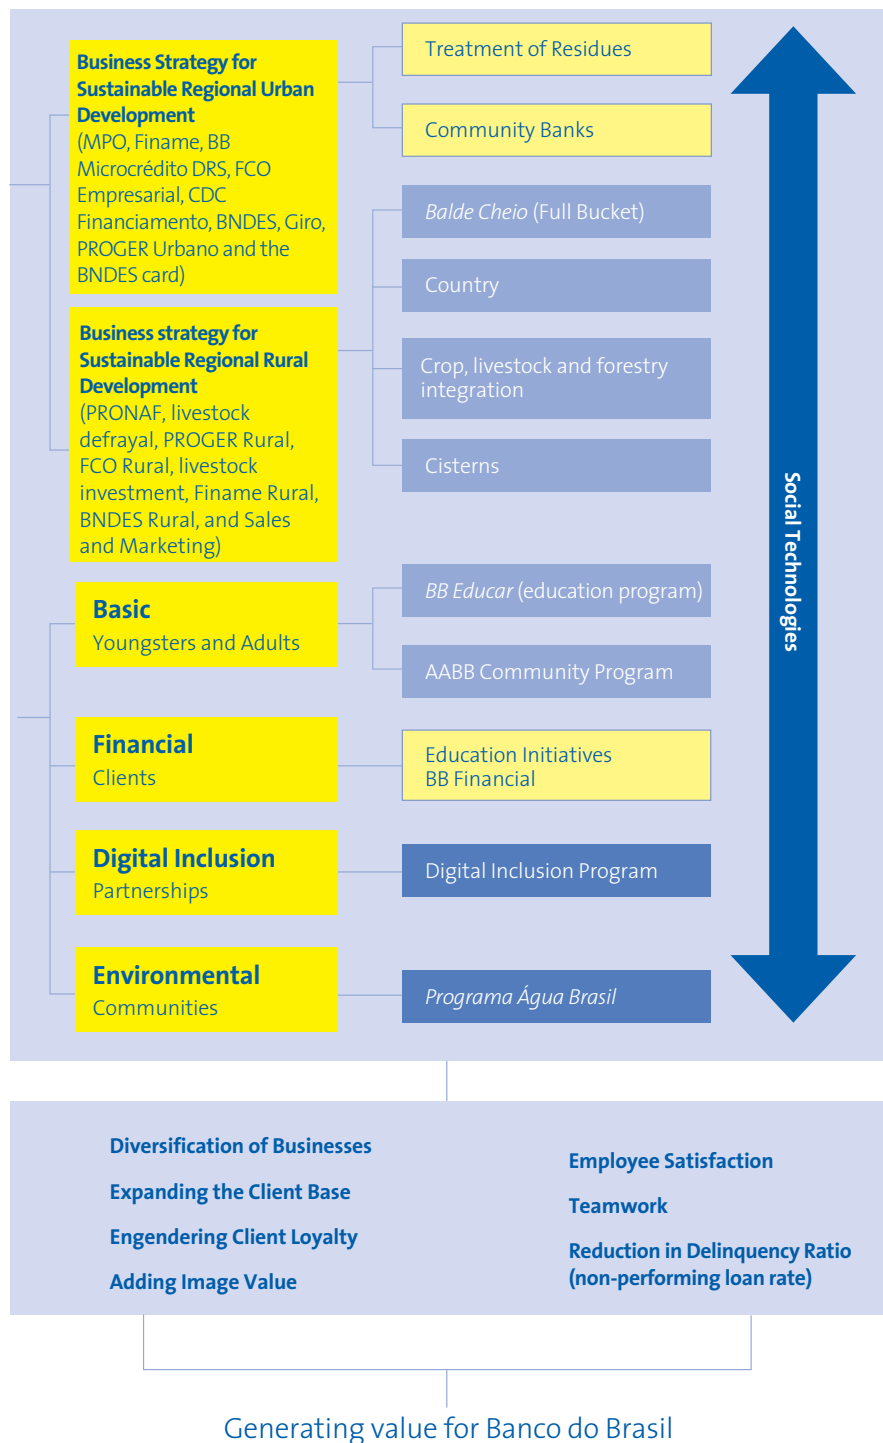 Business Strategy for
Sustainable Regional Urban
Development
(MPO, Finame, BB
Microcrédito DRS, FCO
Empresarial, CDC
Financiamento, BNDES, Giro,
PROGER Urbano and the
BNDES card)
Treatment of Residues
Community Banks
Business strategy for
Sustainable Regional Rural
Development
(PRONAF, livestock
defrayal, PROGER Rural,
FCO Rural, livestock
investment, Finame Rural,
BNDES Rural, and Sales
and Marketing)
Balde Cheio (Full Bucket)
Country
Crop, livestock and forestry
integration
Cisterns
Basic
Youngsters and Adults
BB Educar (education program)
AABB Community Program
Financial
Clients
Education Initiatives
BB Financial
Digital Inclusion
Partnerships
Digital Inclusion Program
Environmental
Communities
Programa Água Brasil
Social Technologies
Diversification of Businesses
Expanding the Client Base
Engendering Client Loyalty
Adding Image Value
Employee Satisfaction
Teamwork
Reduction in Delinquency Ratio
(non-performing loan rate)
Generating value for Banco do Brasil